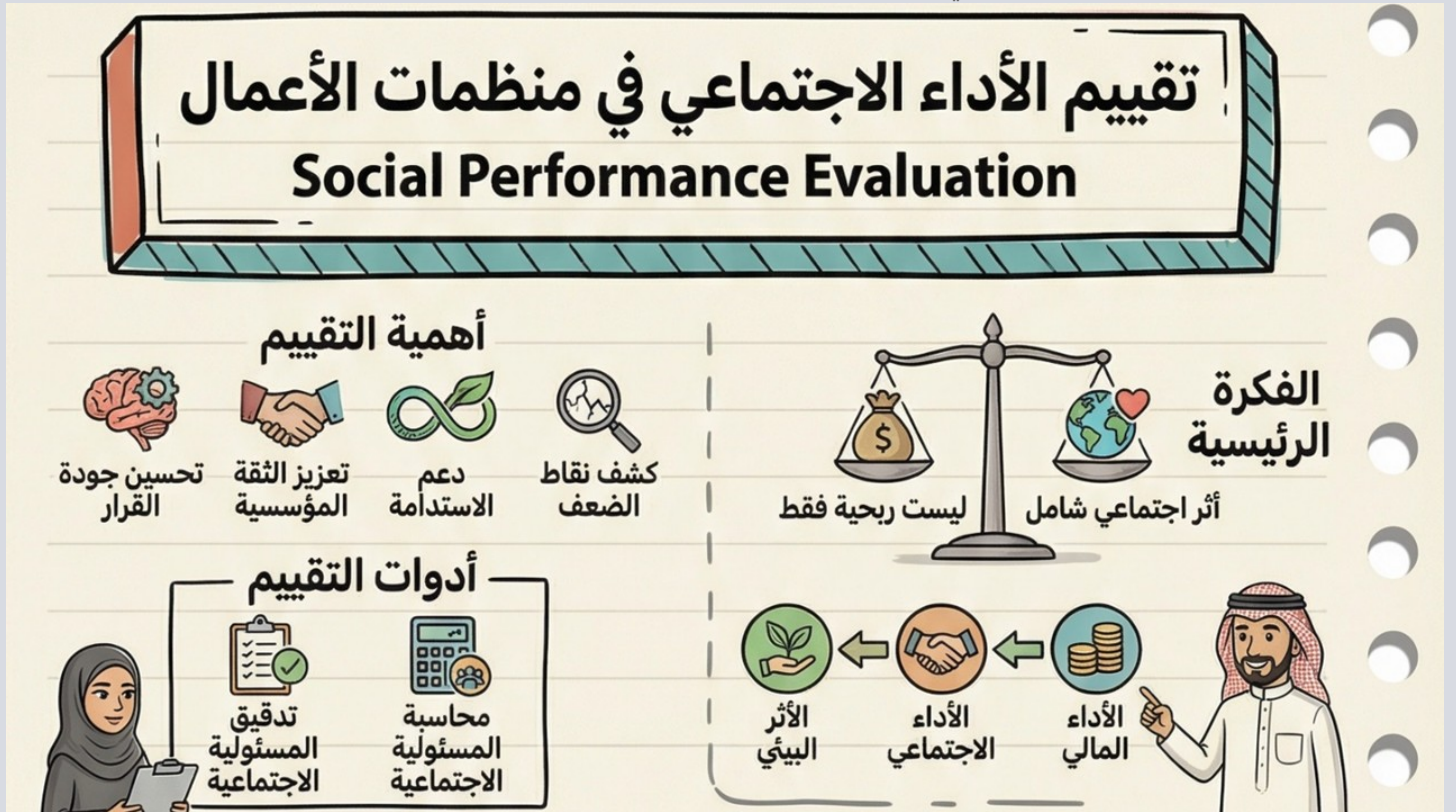 تقييم الأداء الاجتماعي في منظمات الأعمال
Social Performance Evaluation
الفكرة
الرئيسية
$
أثر اجتماعي شامل
ليست ربحية فقط
الأداء
المالي
الأداء
الاجتماعي
الأثر
البيئي
أهمية التقييم
كشف نقاط
الضعف
دعم
الاستدامة
تعزيز الثقة
المؤسسية
تحسين جودة
القرار
أدوات التقييم
محاسبة
المسئولية
الاجتماعية
تدقيق
المسئولية
الاجتماعية